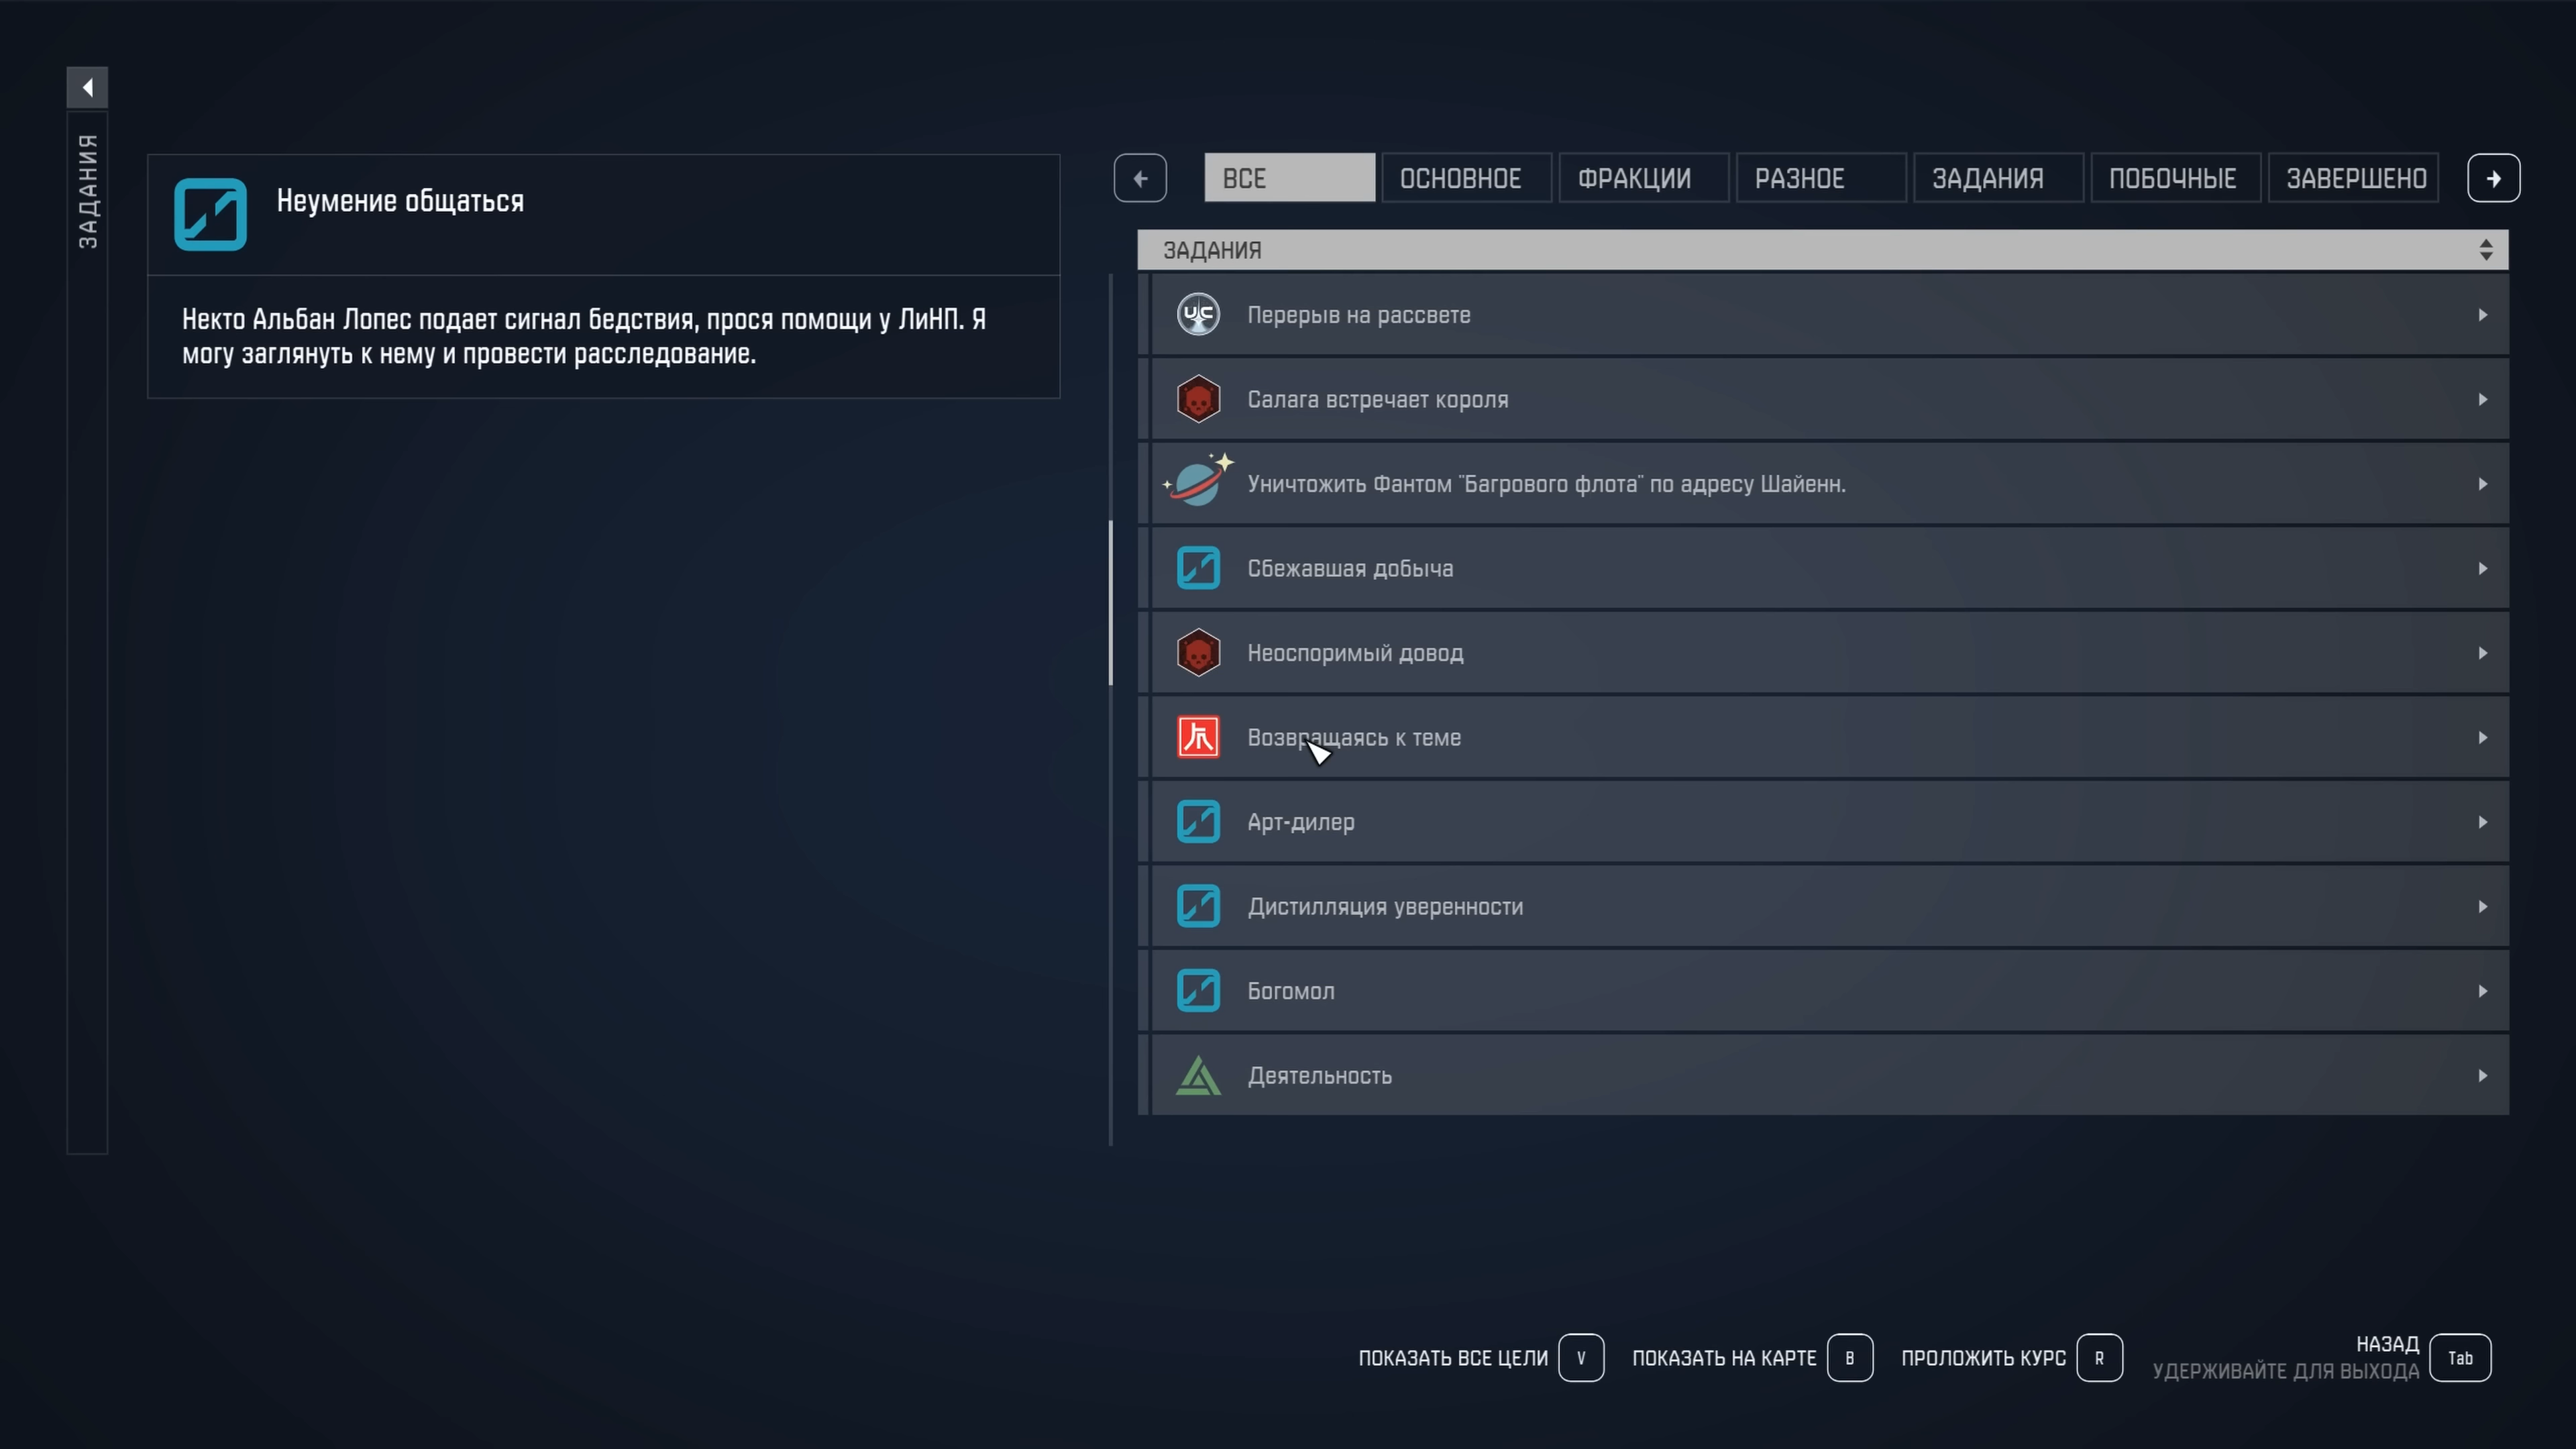 ЗАДАНИЯ
Неумение общаться
Некто Альбан Лопес подает сигнал бедствия, прося помощи у ЛиНП. Я
могу заглянуть к нему и провести расследование.
ВСЕ
ОСНОВНОЕ
ФРАКЦИИ
РАЗНОЕ
ЗАДАНИЯ
ПОБОЧНЫЕ
ЗАВЕРШЕНО
ЗАДАНИЯ
UC
Перерыв на рассвете
Салага встречает короля
Уничтожить Фантом "Багрового флота" по адресу Шайенн.
Сбежавшая добыча
Неоспоримый довод
Возвращаясь к теме
Арт-дилер
Дистилляция уверенности
Богомол
Деятельность
ПОКАЗАТЬ ВСЕ ЦЕЛИ V
ПОКАЗАТЬ НА КАРТЕ B
ПРОЛОЖИТЬ КУРС R
НАЗАД
УДЕРЖИВАЙТЕ ДЛЯ ВЫХОДА
Tab